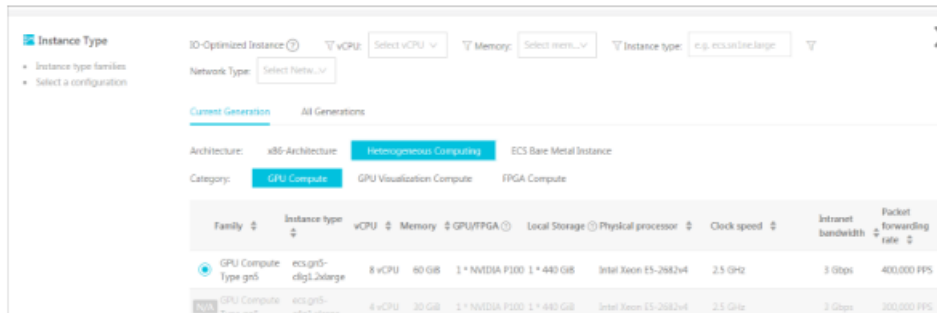 Instance Type
Instance type families
Select a configuration
IO-Optimized Instance ? vCPU: Select vCPU Memory: Select mem... Instance type: e.g. ecs.sn1ne.large
Network Type: Select Netw...
Current Generation All Generations
Architecture: x86-Architecture Heterogeneous Computing ECS Bare Metal Instance
Category: GPU Compute GPU Visualization Compute FPGA Compute
Family Instance type vCPU Memory GPU/FPGA ? Local Storage ? Physical processor Clock speed Intranet bandwidth Packet forwarding rate
GPU Compute Type gn5 ecs.gn5-c8g1.2xlarge 8 vCPU 60 GiB 1 * NVIDIA P100 1 * 440 GiB Intel Xeon E5-2682v4 2.5 GHz 3 Gbps 400,000 PPS
N/A GPU Compute ecs.gn5- 8 vCPU 30 GiB 1 * NVIDIA P100 1 * 440 GiB Intel Xeon E5-2682v4 2.5 GHz 3 Gbps 300,000 PPS